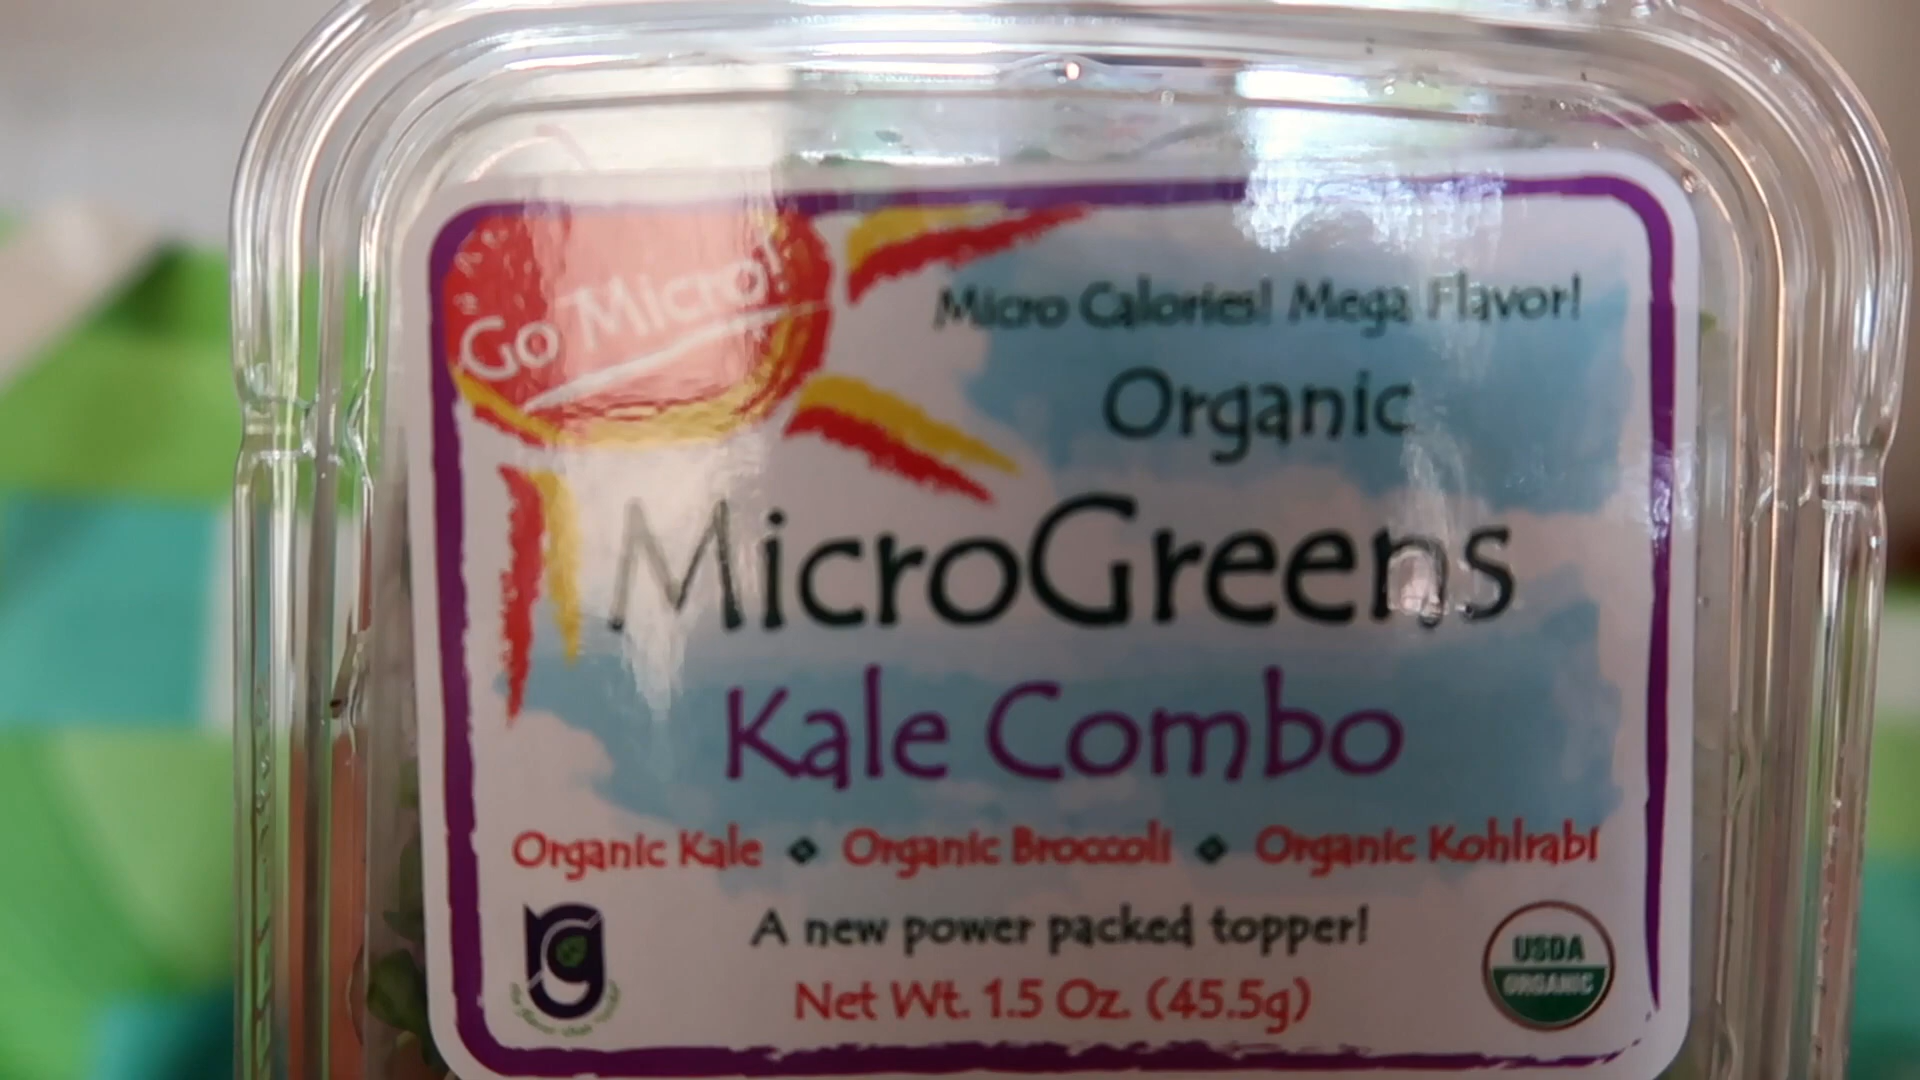 Go Micro!
Micro Calories! Mega Flavor!
Organic
MicroGreens
Kale Combo
Organic Kale ◆ Organic Broccoli ◆ Organic Kohlrabi
A new power packed topper!
Net Wt. 1.5 Oz. (45.5g)
USDA
ORGANIC